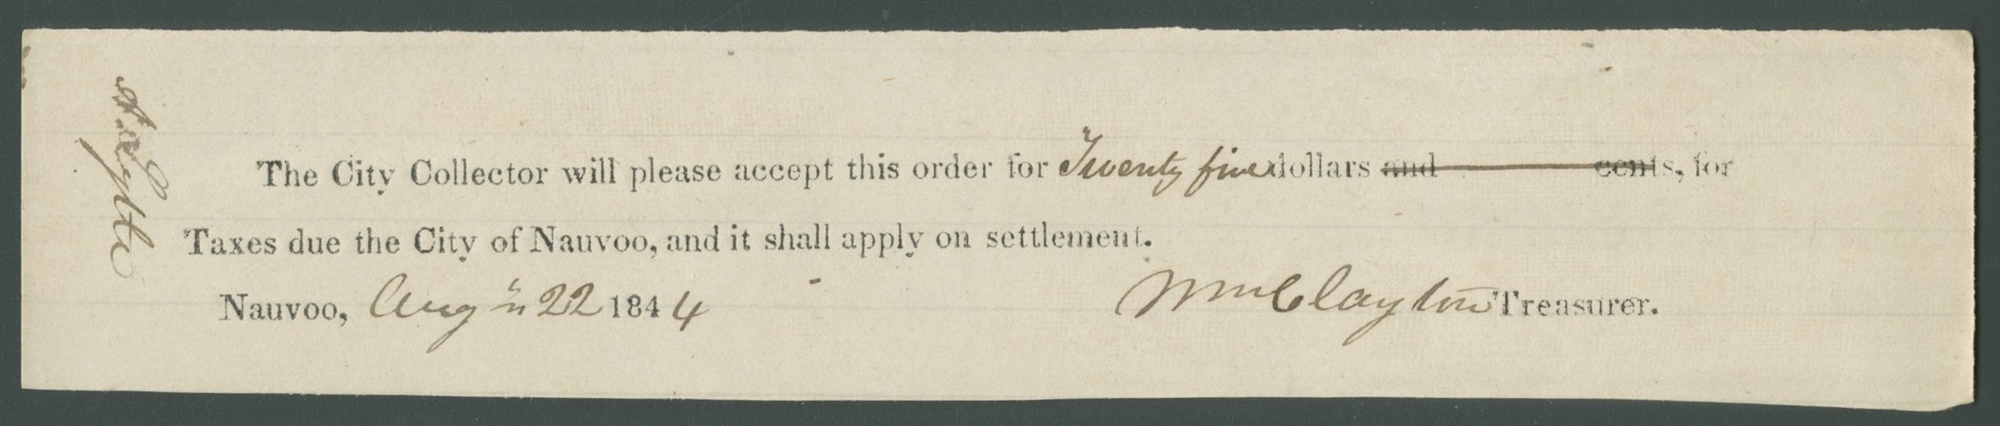 The City Collector will please accept this order for Twenty five dollars and cents, for
Taxes due the City of Nauvoo, and it shall apply on settlement.
Nauvoo, Aug 22 1844 Wm Clayton Treasurer.